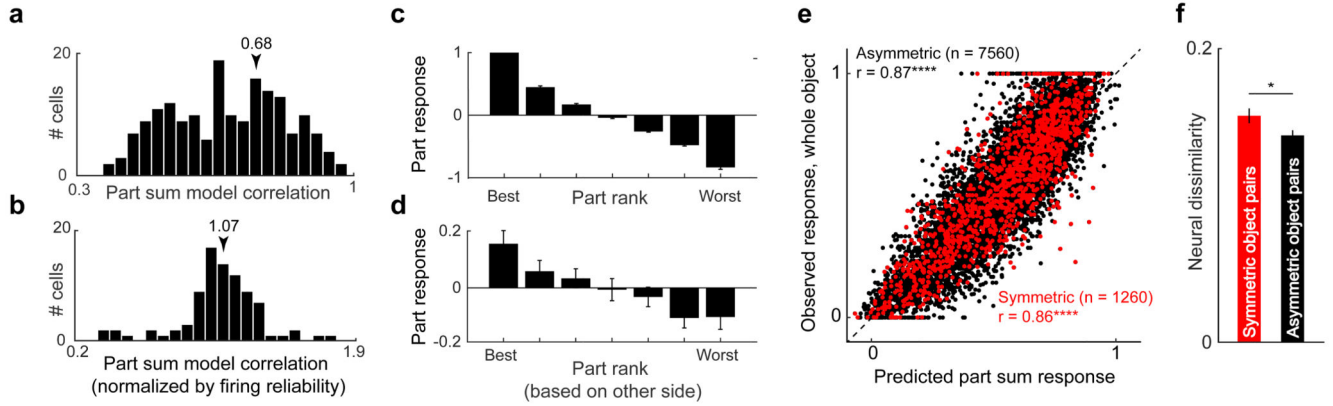 a
0.68
20
# cells
0
0.3
1
Part sum model correlation
b
1.07
20
# cells
0
0.2
1.9
Part sum model correlation
(normalized by firing reliability)
c
1
0
-1
Part response
Best
Worst
Part rank
d
0.2
0
-0.2
Part response
Best
Worst
Part rank
(based on other side)
e
Asymmetric (n = 7560)
r = 0.87****
1
0
Observed response, whole object
Symmetric (n = 1260)
r = 0.86****
0
1
Predicted part sum response
f
0.2
*
Neural dissimilarity
Symmetric object pairs
Asymmetric object pairs
0